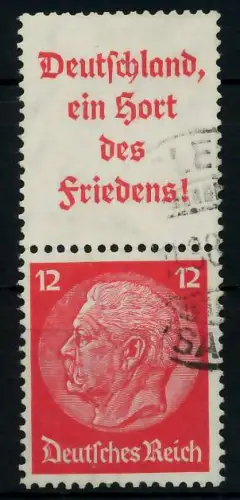 Deutschland,
ein Hort
des
Friedens!
12 12
Deutsches Reich